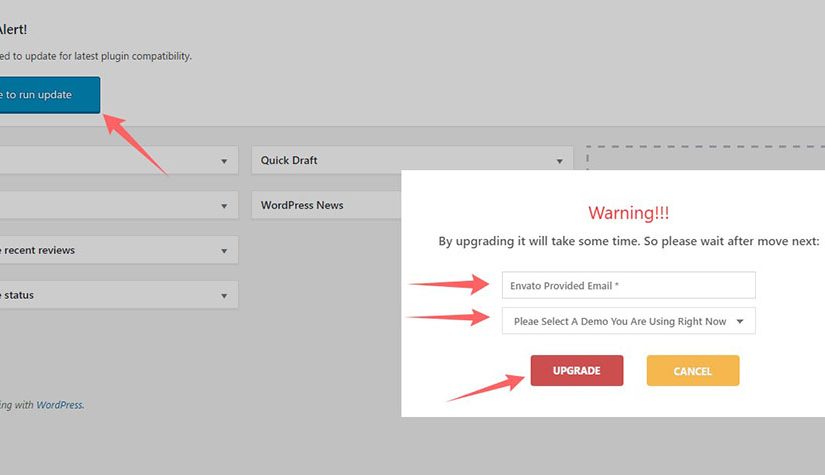 Alert!
ed to update for latest plugin compatibility.
e to run update
Quick Draft
WordPress News
e recent reviews
e status
ing with WordPress.
Warning!!!
By upgrading it will take some time. So please wait after move next:
Envato Provided Email *
Pleae Select A Demo You Are Using Right Now
UPGRADE
CANCEL